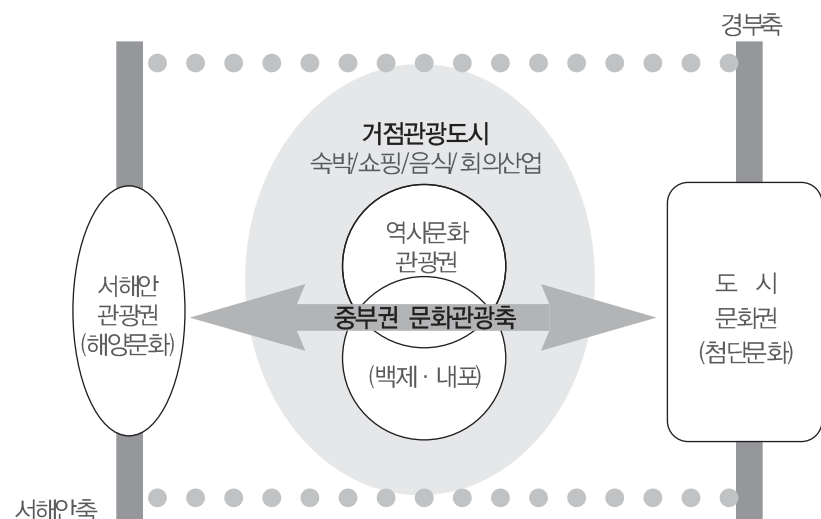 경부축
거점관광도시
숙박/쇼핑/음식/회의산업
역사문화
관광권
서해안
관광권
(해양문화)
중부권 문화관광축
(백제·내포)
도 시
문화권
(첨단문화)
서해안축